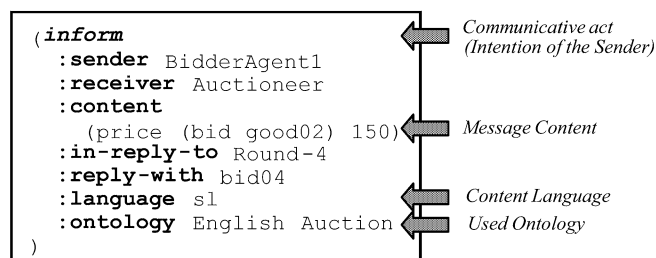 (inform
:sender BidderAgent1
:receiver Auctioneer
:content
(price (bid good02) 150)
:in-reply-to Round-4
:reply-with bid04
:language sl
:ontology English Auction
)
Communicative act
(Intention of the Sender)
Message Content
Content Language
Used Ontology